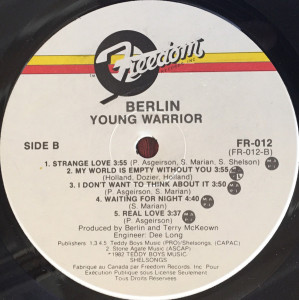 Freedom
BERLIN
YOUNG WARRIOR
SIDE B
FR-012
(FR-012-B)
1. STRANGE LOVE 3:55 (P. Asgeirson, S. Marian, S. Shelson)
2. MY WORLD IS EMPTY WITHOUT YOU 3:55
(Holland, Dozier, Holland)
3. I DON'T WANT TO THINK ABOUT IT 3:50
(P. Asgeirson, S. Marian)
4. WAITING FOR NIGHT 4:40
(S. Marian)
5. REAL LOVE 3:37
(P. Asgeirson)
Produced by Berlin and Terry McKeown
Engineer: Dee Long
Publishers 1,3,4,5 Teddy Boys Music (PRO)/Shelsongs, (CAPAC)
2. Stone Agate Music (ASCAP)
1982 TEDDY BOYS MUSIC
SHELSONGS
Fabrique au Canada par Freedom Records Inc. Pour
Exécution Publique sous License Seulement
Tous Droits Reservées